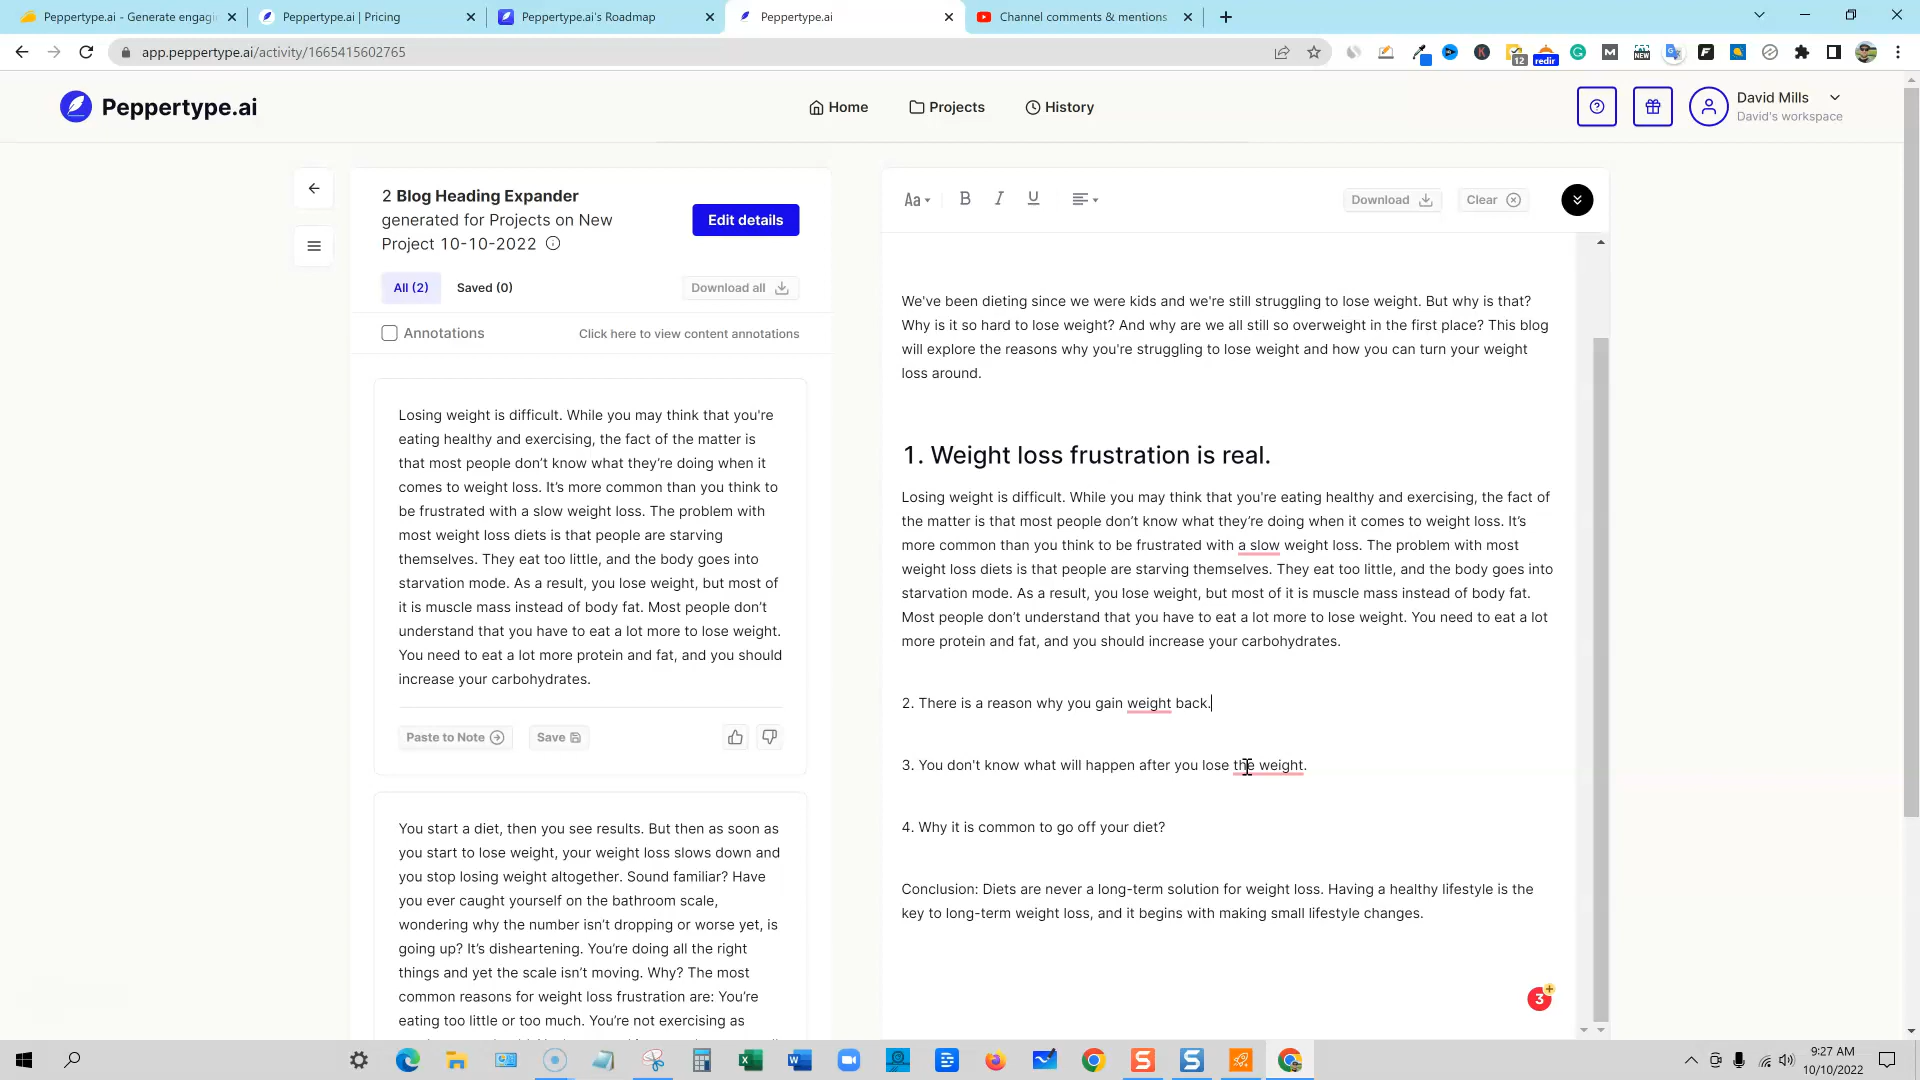 Peppertype.ai - Generate engagi
Peppertype.ai | Pricing
Peppertype.ai's Roadmap
Peppertype.ai
Channel comments & mentions
app.peppertype.ai/activity/1665415602765
12
redir
NEW
Peppertype.ai
Home
Projects
History
David Mills
David's workspace
2 Blog Heading Expander
generated for Projects on New
Project 10-10-2022
Edit details
All (2)
Saved (0)
Download all
Annotations
Click here to view content annotations
Losing weight is difficult. While you may think that you're
eating healthy and exercising, the fact of the matter is
that most people don't know what they're doing when it
comes to weight loss. It's more common than you think to
be frustrated with a slow weight loss. The problem with
most weight loss diets is that people are starving
themselves. They eat too little, and the body goes into
starvation mode. As a result, you lose weight, but most of
it is muscle mass instead of body fat. Most people don't
understand that you have to eat a lot more to lose weight.
You need to eat a lot more protein and fat, and you should
increase your carbohydrates.
Paste to Note
Save
You start a diet, then you see results. But then as soon as
you start to lose weight, your weight loss slows down and
you stop losing weight altogether. Sound familiar? Have
you ever caught yourself on the bathroom scale,
wondering why the number isn't dropping or worse yet, is
going up? It's disheartening. You're doing all the right
things and yet the scale isn't moving. Why? The most
common reasons for weight loss frustration are: You're
eating too little or too much. You're not exercising as
Aa
B
I
U
Download
Clear
We've been dieting since we were kids and we're still struggling to lose weight. But why is that?
Why is it so hard to lose weight? And why are we all still so overweight in the first place? This blog
will explore the reasons why you're struggling to lose weight and how you can turn your weight
loss around.
1. Weight loss frustration is real.
Losing weight is difficult. While you may think that you're eating healthy and exercising, the fact of
the matter is that most people don't know what they're doing when it comes to weight loss. It's
more common than you think to be frustrated with a slow weight loss. The problem with most
weight loss diets is that people are starving themselves. They eat too little, and the body goes into
starvation mode. As a result, you lose weight, but most of it is muscle mass instead of body fat.
Most people don't understand that you have to eat a lot more to lose weight. You need to eat a lot
more protein and fat, and you should increase your carbohydrates.
2. There is a reason why you gain weight back.
3. You don't know what will happen after you lose the weight.
4. Why it is common to go off your diet?
Conclusion: Diets are never a long-term solution for weight loss. Having a healthy lifestyle is the
key to long-term weight loss, and it begins with making small lifestyle changes.
3
9:27 AM
10/10/2022